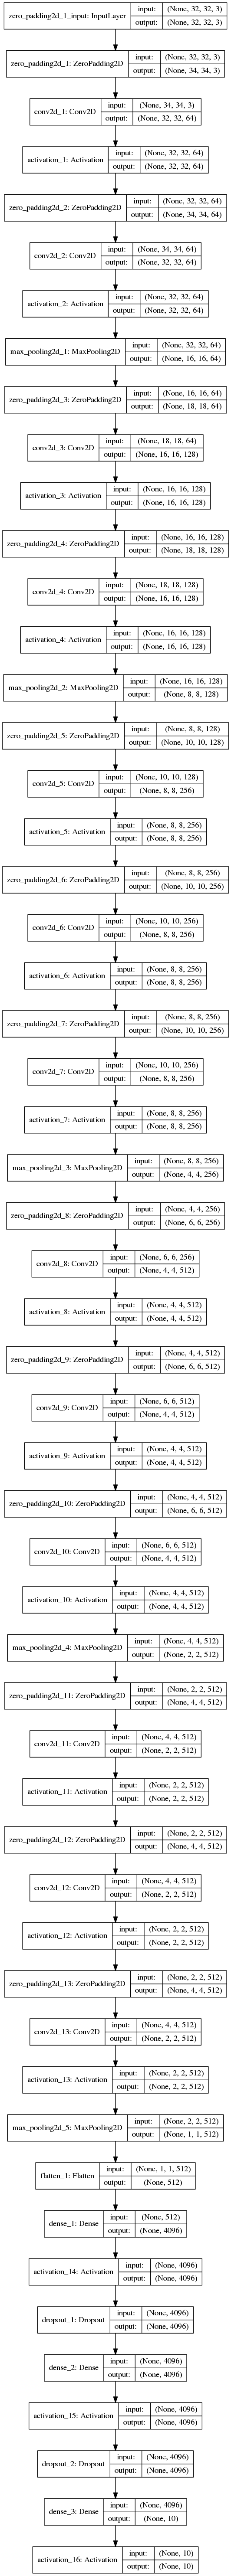 zero_padding2d_1_input: InputLayer input: (None, 32, 32, 3)
output: (None, 32, 32, 3)
zero_padding2d_1: ZeroPadding2D input: (None, 32, 32, 3)
output: (None, 34, 34, 3)
conv2d_1: Conv2D input: (None, 34, 34, 3)
output: (None, 32, 32, 64)
activation_1: Activation input: (None, 32, 32, 64)
output: (None, 32, 32, 64)
zero_padding2d_2: ZeroPadding2D input: (None, 32, 32, 64)
output: (None, 34, 34, 64)
conv2d_2: Conv2D input: (None, 34, 34, 64)
output: (None, 32, 32, 64)
activation_2: Activation input: (None, 32, 32, 64)
output: (None, 32, 32, 64)
max_pooling2d_1: MaxPooling2D input: (None, 32, 32, 64)
output: (None, 16, 16, 64)
zero_padding2d_3: ZeroPadding2D input: (None, 16, 16, 64)
output: (None, 18, 18, 64)
conv2d_3: Conv2D input: (None, 18, 18, 64)
output: (None, 16, 16, 128)
activation_3: Activation input: (None, 16, 16, 128)
output: (None, 16, 16, 128)
zero_padding2d_4: ZeroPadding2D input: (None, 16, 16, 128)
output: (None, 18, 18, 128)
conv2d_4: Conv2D input: (None, 18, 18, 128)
output: (None, 16, 16, 128)
activation_4: Activation input: (None, 16, 16, 128)
output: (None, 16, 16, 128)
max_pooling2d_2: MaxPooling2D input: (None, 16, 16, 128)
output: (None, 8, 8, 128)
zero_padding2d_5: ZeroPadding2D input: (None, 8, 8, 128)
output: (None, 10, 10, 128)
conv2d_5: Conv2D input: (None, 10, 10, 128)
output: (None, 8, 8, 256)
activation_5: Activation input: (None, 8, 8, 256)
output: (None, 8, 8, 256)
zero_padding2d_6: ZeroPadding2D input: (None, 8, 8, 256)
output: (None, 10, 10, 256)
conv2d_6: Conv2D input: (None, 10, 10, 256)
output: (None, 8, 8, 256)
activation_6: Activation input: (None, 8, 8, 256)
output: (None, 8, 8, 256)
zero_padding2d_7: ZeroPadding2D input: (None, 8, 8, 256)
output: (None, 10, 10, 256)
conv2d_7: Conv2D input: (None, 10, 10, 256)
output: (None, 8, 8, 256)
activation_7: Activation input: (None, 8, 8, 256)
output: (None, 8, 8, 256)
max_pooling2d_3: MaxPooling2D input: (None, 8, 8, 256)
output: (None, 4, 4, 256)
zero_padding2d_8: ZeroPadding2D input: (None, 4, 4, 256)
output: (None, 6, 6, 256)
conv2d_8: Conv2D input: (None, 6, 6, 256)
output: (None, 4, 4, 512)
activation_8: Activation input: (None, 4, 4, 512)
output: (None, 4, 4, 512)
zero_padding2d_9: ZeroPadding2D input: (None, 4, 4, 512)
output: (None, 6, 6, 512)
conv2d_9: Conv2D input: (None, 6, 6, 512)
output: (None, 4, 4, 512)
activation_9: Activation input: (None, 4, 4, 512)
output: (None, 4, 4, 512)
zero_padding2d_10: ZeroPadding2D input: (None, 4, 4, 512)
output: (None, 6, 6, 512)
conv2d_10: Conv2D input: (None, 6, 6, 512)
output: (None, 4, 4, 512)
activation_10: Activation input: (None, 4, 4, 512)
output: (None, 4, 4, 512)
max_pooling2d_4: MaxPooling2D input: (None, 4, 4, 512)
output: (None, 2, 2, 512)
zero_padding2d_11: ZeroPadding2D input: (None, 2, 2, 512)
output: (None, 4, 4, 512)
conv2d_11: Conv2D input: (None, 4, 4, 512)
output: (None, 2, 2, 512)
activation_11: Activation input: (None, 2, 2, 512)
output: (None, 2, 2, 512)
zero_padding2d_12: ZeroPadding2D input: (None, 2, 2, 512)
output: (None, 4, 4, 512)
conv2d_12: Conv2D input: (None, 4, 4, 512)
output: (None, 2, 2, 512)
activation_12: Activation input: (None, 2, 2, 512)
output: (None, 2, 2, 512)
zero_padding2d_13: ZeroPadding2D input: (None, 2, 2, 512)
output: (None, 4, 4, 512)
conv2d_13: Conv2D input: (None, 4, 4, 512)
output: (None, 2, 2, 512)
activation_13: Activation input: (None, 2, 2, 512)
output: (None, 2, 2, 512)
max_pooling2d_5: MaxPooling2D input: (None, 2, 2, 512)
output: (None, 1, 1, 512)
flatten_1: Flatten input: (None, 1, 1, 512)
output: (None, 512)
dense_1: Dense input: (None, 512)
output: (None, 4096)
activation_14: Activation input: (None, 4096)
output: (None, 4096)
dropout_1: Dropout input: (None, 4096)
output: (None, 4096)
dense_2: Dense input: (None, 4096)
output: (None, 4096)
activation_15: Activation input: (None, 4096)
output: (None, 4096)
dropout_2: Dropout input: (None, 4096)
output: (None, 4096)
dense_3: Dense input: (None, 4096)
output: (None, 10)
activation_16: Activation input: (None, 10)
output: (None, 10)